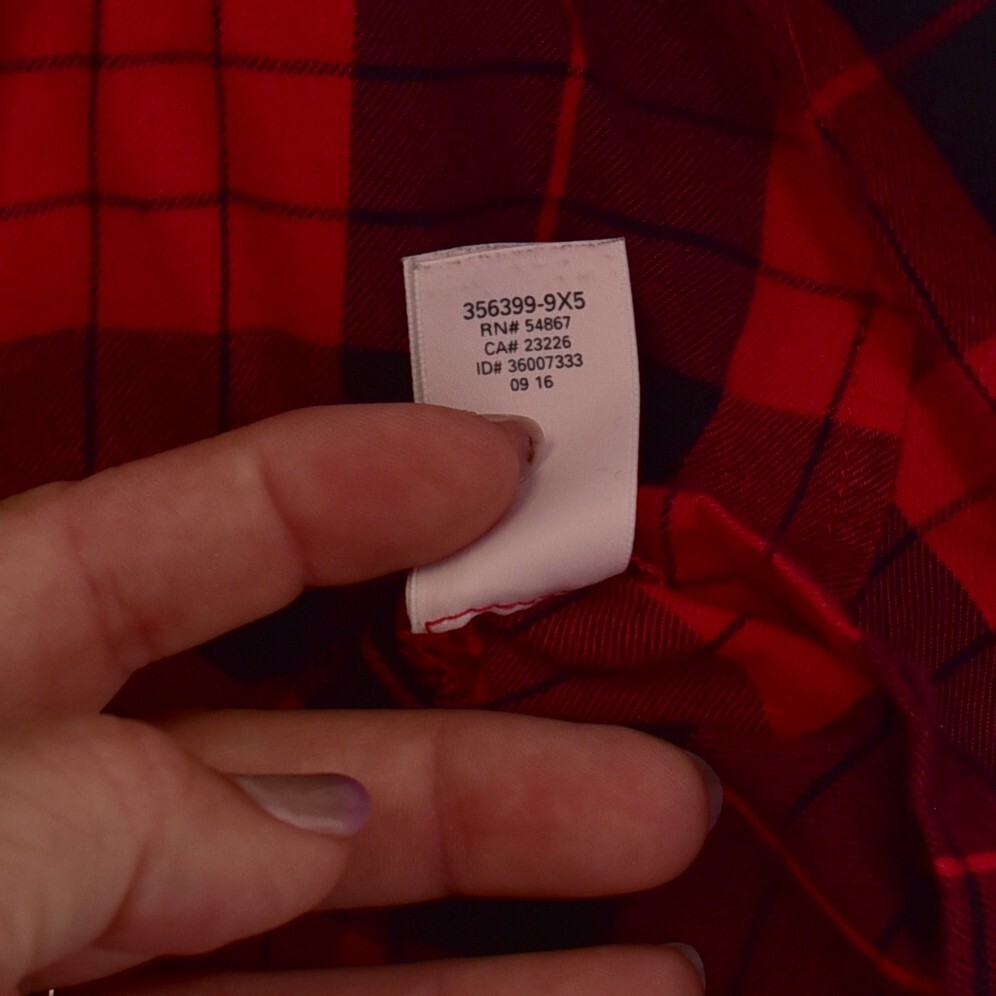 356399-9X5
RN# 54867
CA# 23226
ID# 36007333
09 16